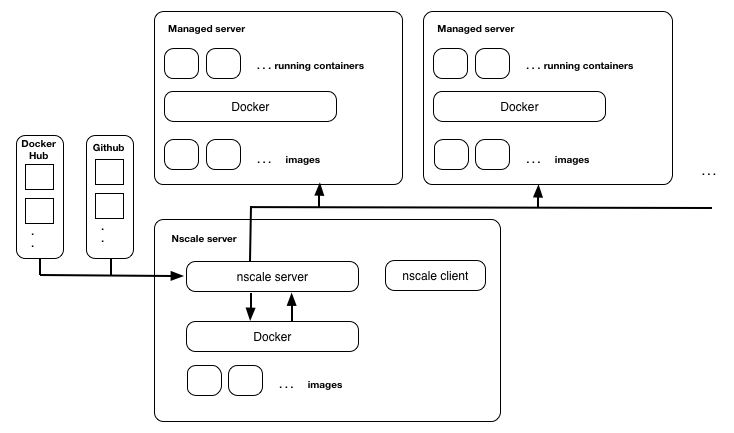 Managed server
... running containers
Docker
... images
Managed server
... running containers
Docker
... images
...
Docker
Hub
.
.
Github
.
.
Nscale server
nscale server
nscale client
Docker
... images